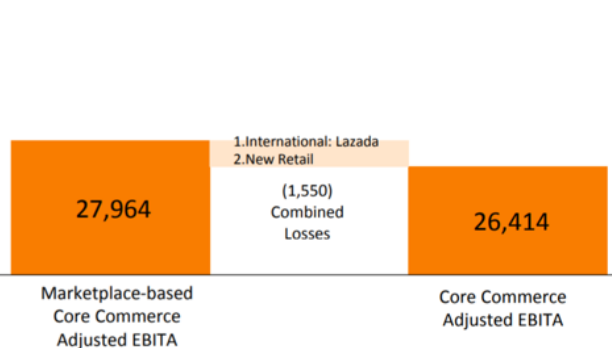 1.International: Lazada
2.New Retail
27,964
(1,550)
Combined
Losses
26,414
Marketplace-based
Core Commerce
Adjusted EBITA
Core Commerce
Adjusted EBITA